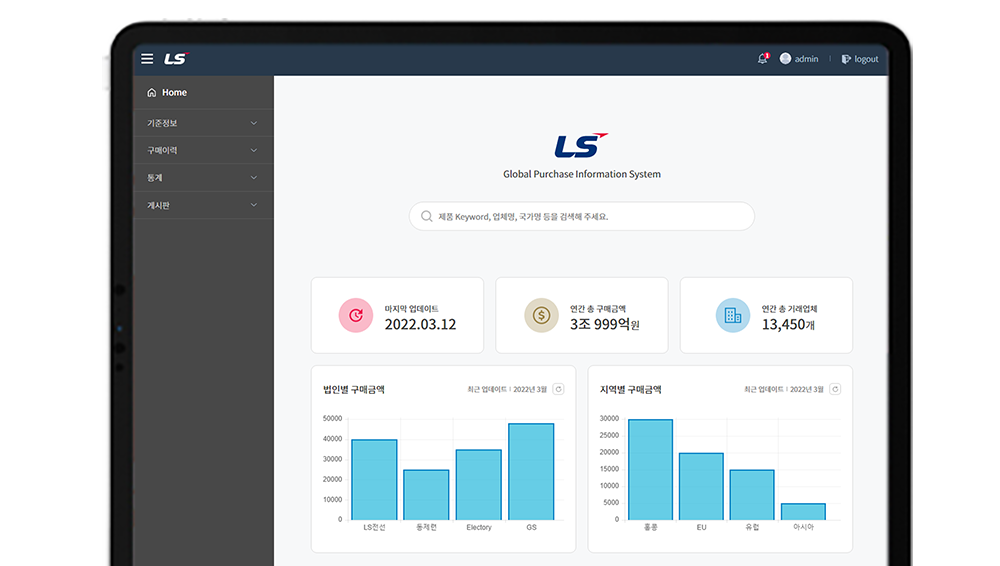 LS
1
admin
logout
Home
기준정보
구매이력
통계
게시판
LS
Global Purchase Information System
제품 Keyword, 업체명, 국가명 등을 검색해 주세요.
마지막 업데이트
2022.03.12
연간 총 구매금액
3조 999억원
연간 총 거래업체
13,450개
법인별 구매금액
최근 업데이트 | 2022년 3월
50000
40000
30000
20000
10000
0
LS전선
동제련
Electory
GS
지역별 구매금액
최근 업데이트 | 2022년 3월
30000
25000
20000
15000
10000
5000
0
홍콩
EU
유럽
아시아